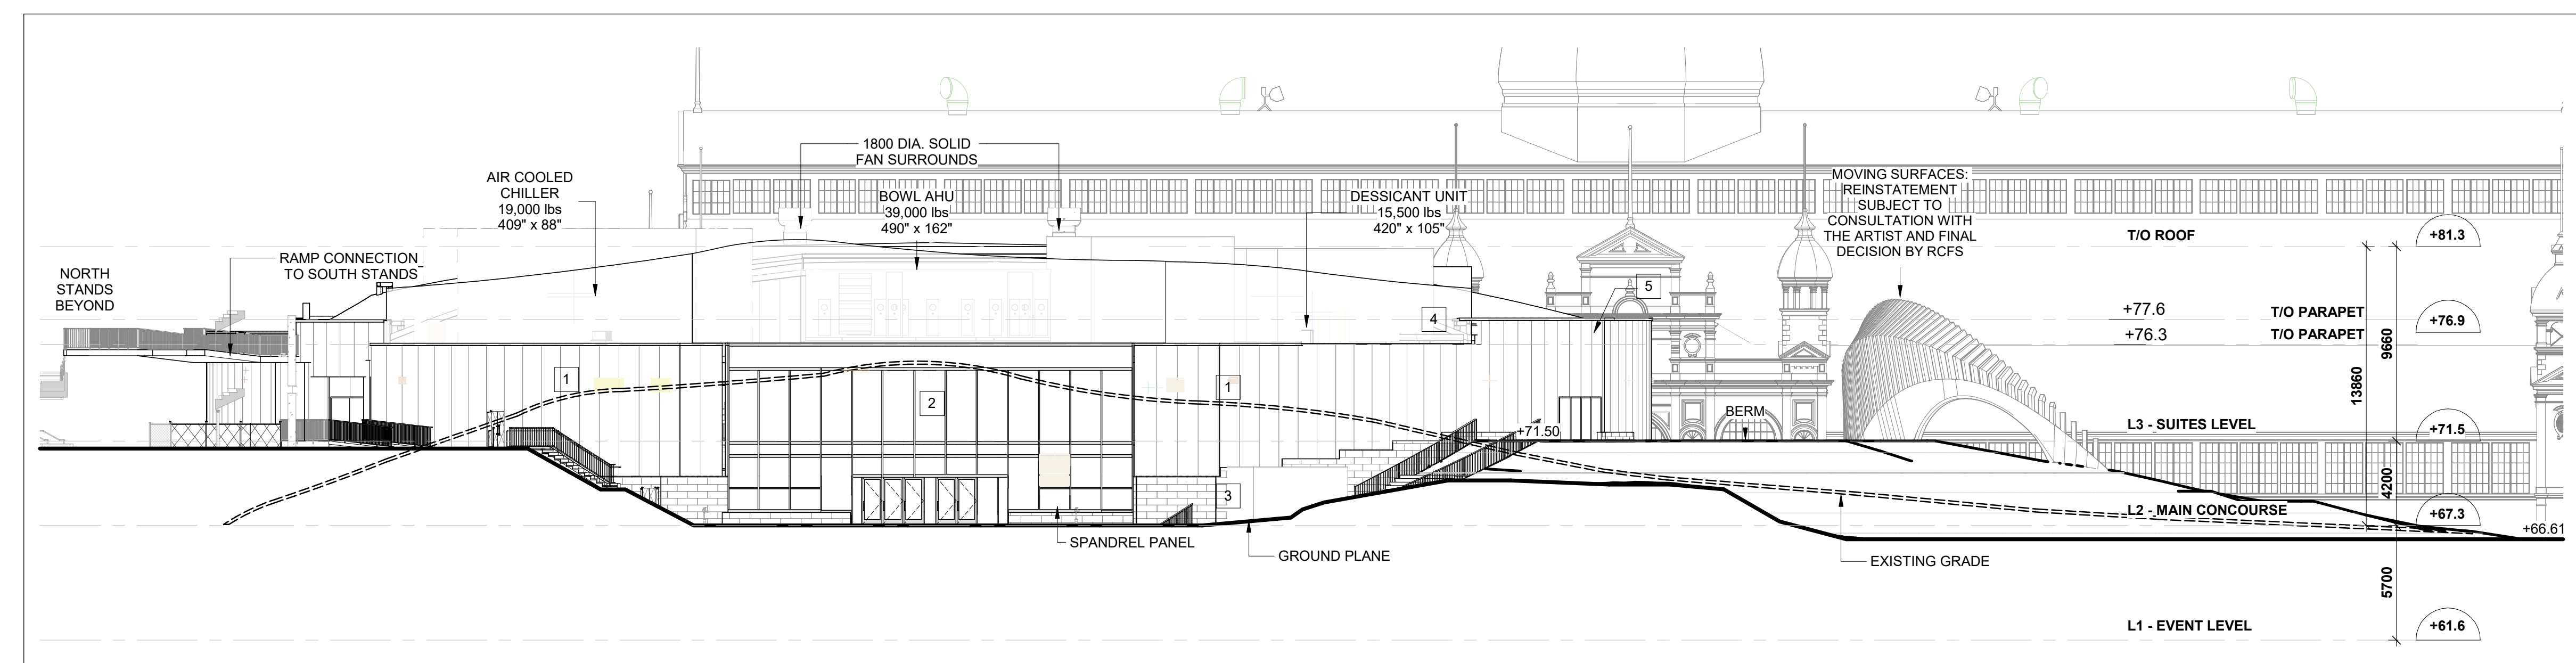 1800 DIA. SOLID
FAN SURROUNDS
AIR COOLED
CHILLER
19,000 lbs
409" x 88"
BOWL AHU
39,000 lbs
490" x 162"
DESSICANT UNIT
15,500 lbs
420" x 105"
MOVING SURFACES:
REINSTATEMENT
SUBJECT TO
CONSULTATION WITH
THE ARTIST AND FINAL
DECISION BY RCFS
NORTH
STANDS
BEYOND
RAMP CONNECTION
TO SOUTH STANDS
T/O ROOF
+81.3
5
4
+77.6
T/O PARAPET
+76.9
+76.3
T/O PARAPET
9660
13860
1
2
1
BERM
+71.50
L3 - SUITES LEVEL
+71.5
3
4200
L2 - MAIN CONCOURSE
+67.3
+66.61
SPANDREL PANEL
GROUND PLANE
EXISTING GRADE
5700
L1 - EVENT LEVEL
+61.6